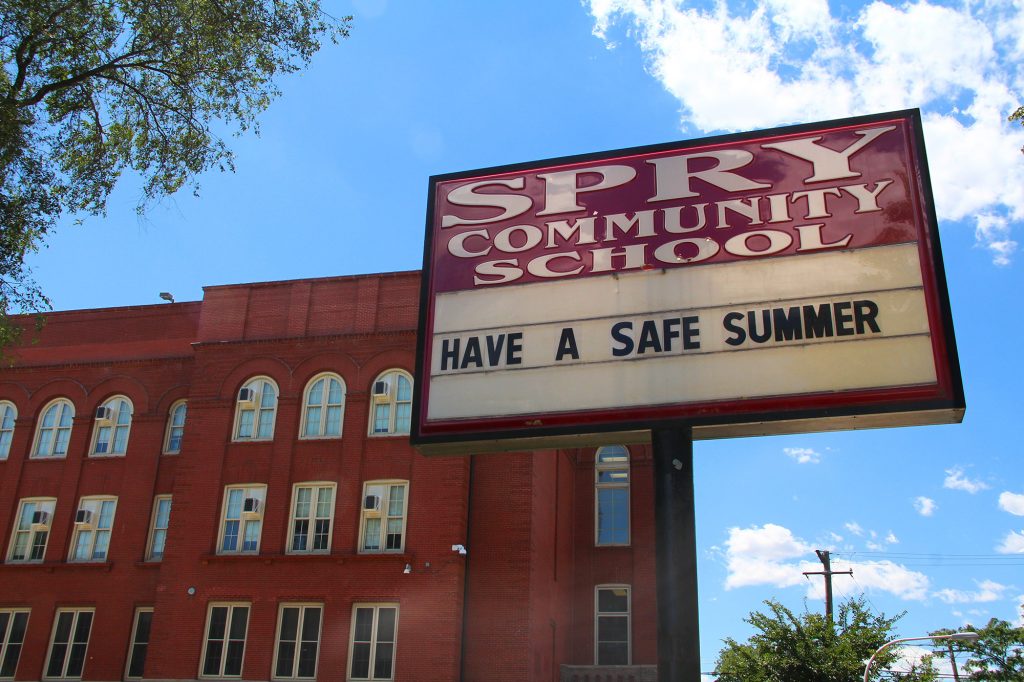 SPRY
COMMUNITY
SCHOOL
HAVE A SAFE SUMMER